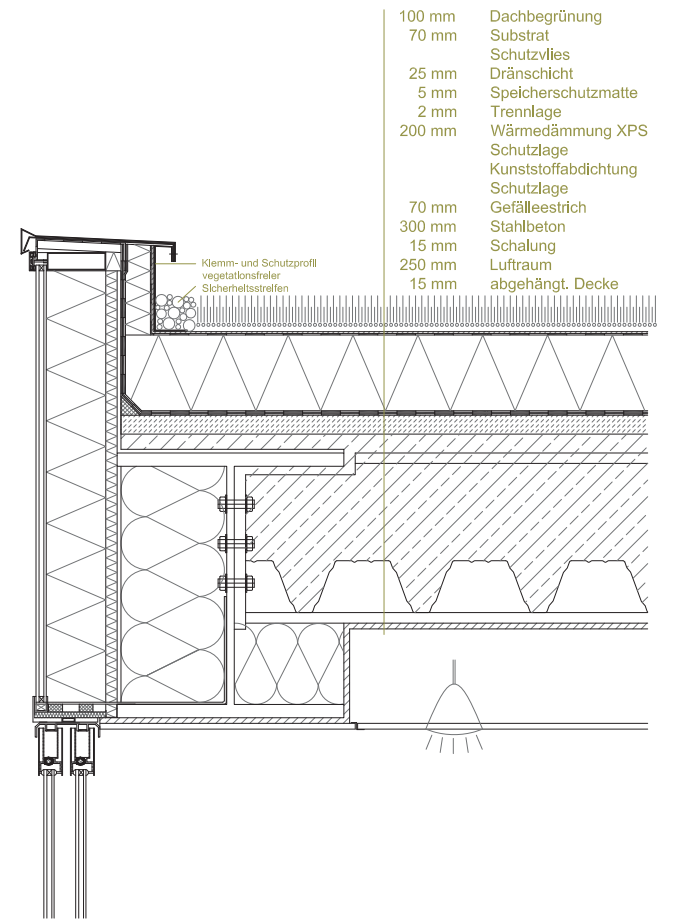 100 mm Dachbegrünung
70 mm Substrat
Schutzvlies
25 mm Dränschicht
5 mm Speicherschutzmatte
2 mm Trennlage
200 mm Wärmedämmung XPS
Schutzlage
Kunststoffabdichtung
Schutzlage
70 mm Gefälleestrich
300 mm Stahlbeton
15 mm Schalung
250 mm Luftraum
15 mm abgehängt. Decke
Klemm- und Schutzprofil
vegetationsfreier
Sicherheitsstreifen